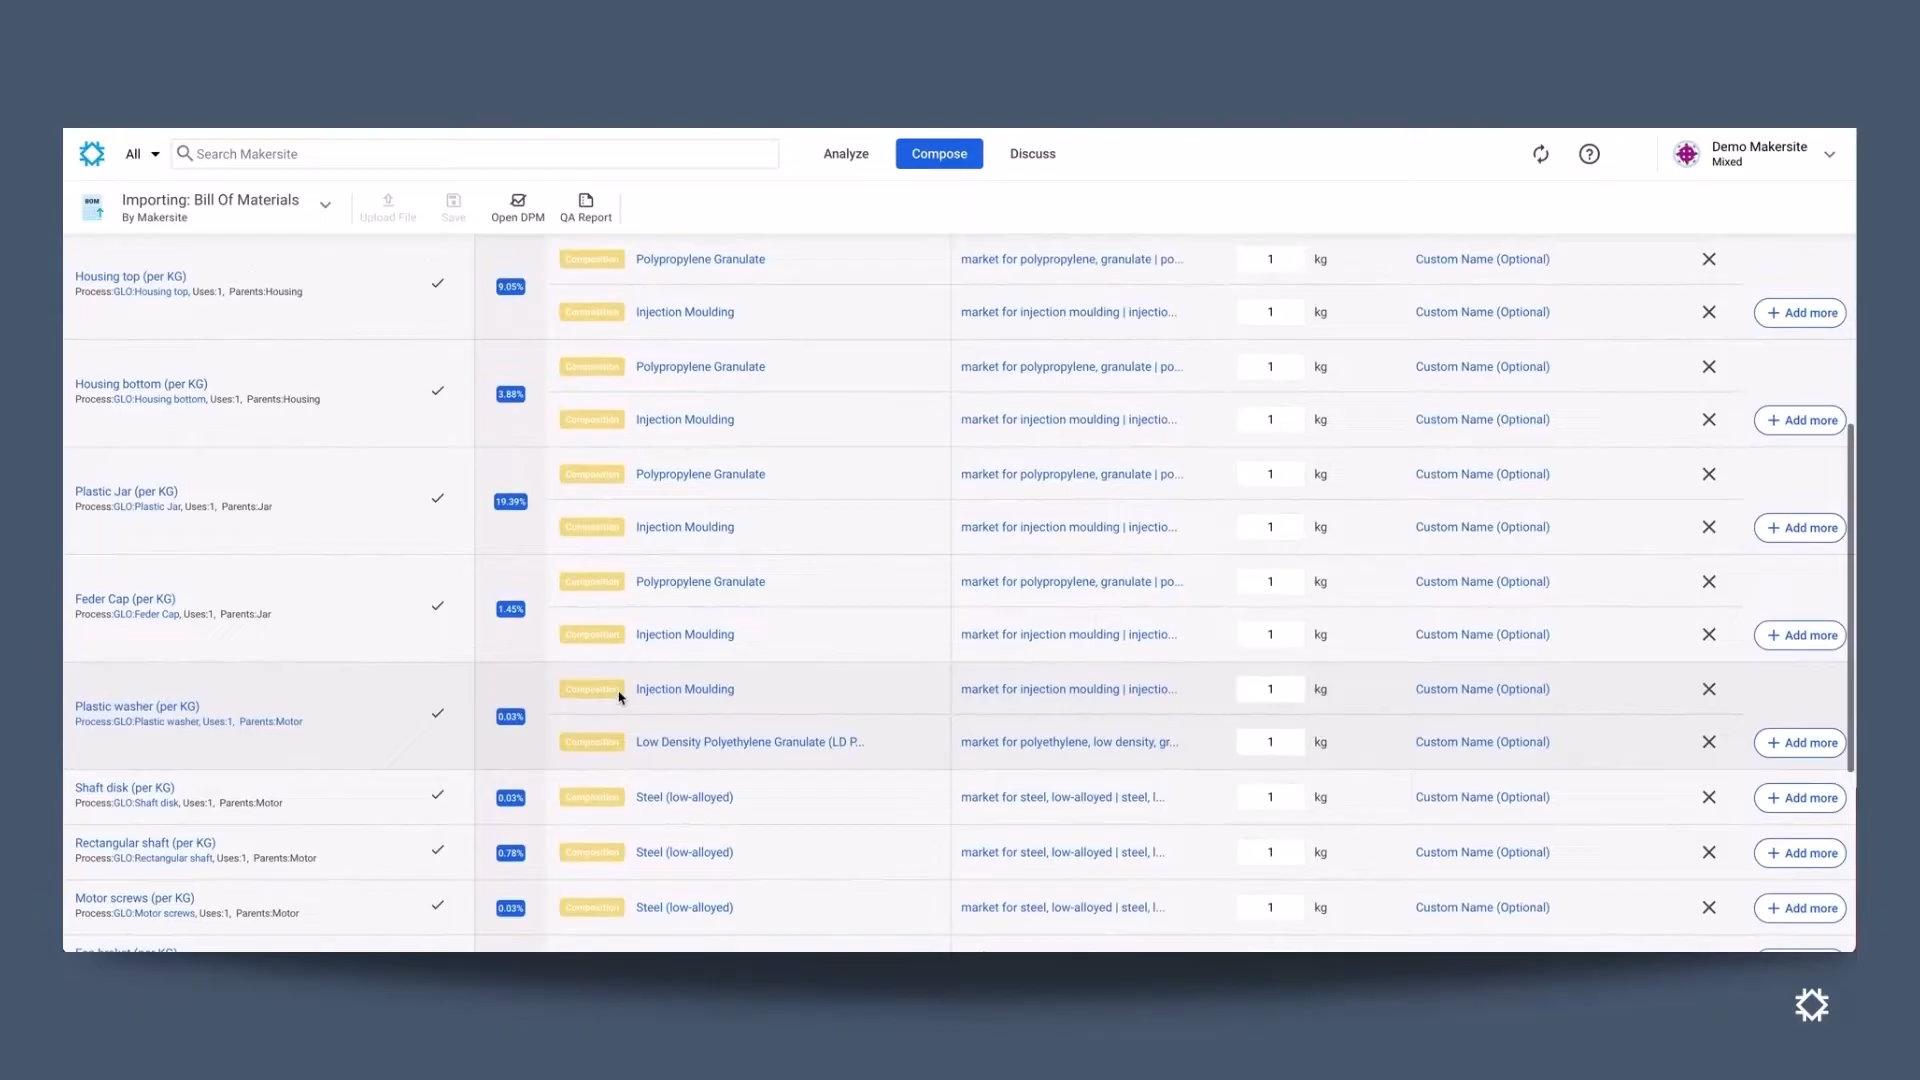 All
Search Makersite
Analyze
Compose
Discuss
Demo Makersite
Mixed
BOM
Importing: Bill Of Materials
By Makersite
Upload File
Save
Open DPM
QA Report
Housing top (per KG)
Process:GLO:Housing top, Uses:1, Parents:Housing
9.05%
Composition
Polypropylene Granulate
market for polypropylene, granulate | po...
1
kg
Custom Name (Optional)
Composition
Injection Moulding
market for injection moulding | injectio...
1
kg
Custom Name (Optional)
Add more
Housing bottom (per KG)
Process:GLO:Housing bottom, Uses:1, Parents:Housing
3.88%
Composition
Polypropylene Granulate
market for polypropylene, granulate | po...
1
kg
Custom Name (Optional)
Composition
Injection Moulding
market for injection moulding | injectio...
1
kg
Custom Name (Optional)
Add more
Plastic Jar (per KG)
Process:GLO:Plastic Jar, Uses:1, Parents:Jar
19.39%
Composition
Polypropylene Granulate
market for polypropylene, granulate | po...
1
kg
Custom Name (Optional)
Composition
Injection Moulding
market for injection moulding | injectio...
1
kg
Custom Name (Optional)
Add more
Feder Cap (per KG)
Process:GLO:Feder Cap, Uses:1, Parents:Jar
1.45%
Composition
Polypropylene Granulate
market for polypropylene, granulate | po...
1
kg
Custom Name (Optional)
Composition
Injection Moulding
market for injection moulding | injectio...
1
kg
Custom Name (Optional)
Add more
Plastic washer (per KG)
Process:GLO:Plastic washer, Uses:1, Parents:Motor
0.03%
Composition
Injection Moulding
market for injection moulding | injectio...
1
kg
Custom Name (Optional)
Composition
Low Density Polyethylene Granulate (LD P...
market for polyethylene, low density, gr...
1
kg
Custom Name (Optional)
Add more
Shaft disk (per KG)
Process:GLO:Shaft disk, Uses:1, Parents:Motor
0.03%
Composition
Steel (low-alloyed)
market for steel, low-alloyed | steel, l...
1
kg
Custom Name (Optional)
Add more
Rectangular shaft (per KG)
Process:GLO:Rectangular shaft, Uses:1, Parents:Motor
0.78%
Composition
Steel (low-alloyed)
market for steel, low-alloyed | steel, l...
1
kg
Custom Name (Optional)
Add more
Motor screws (per KG)
Process:GLO:Motor screws, Uses:1, Parents:Motor
0.03%
Composition
Steel (low-alloyed)
market for steel, low-alloyed | steel, l...
1
kg
Custom Name (Optional)
Add more